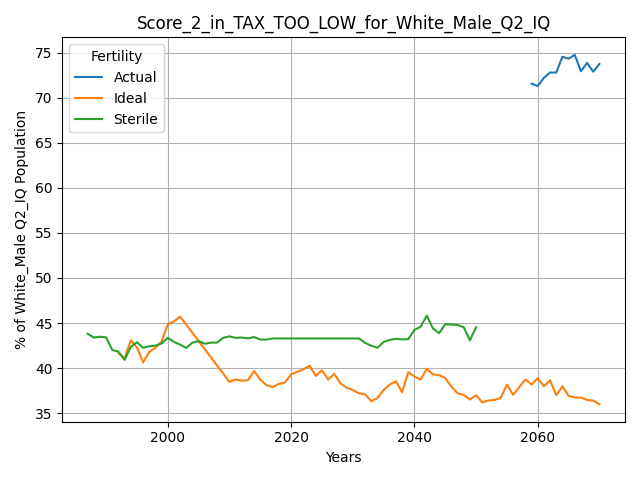 Score_2_in_TAX_TOO_LOW_for_White_Male_Q2_IQ
Fertility
Actual
Ideal
Sterile
% of White_Male Q2_IQ Population
75
70
65
60
55
50
45
40
35
2000
2020
2040
2060
Years